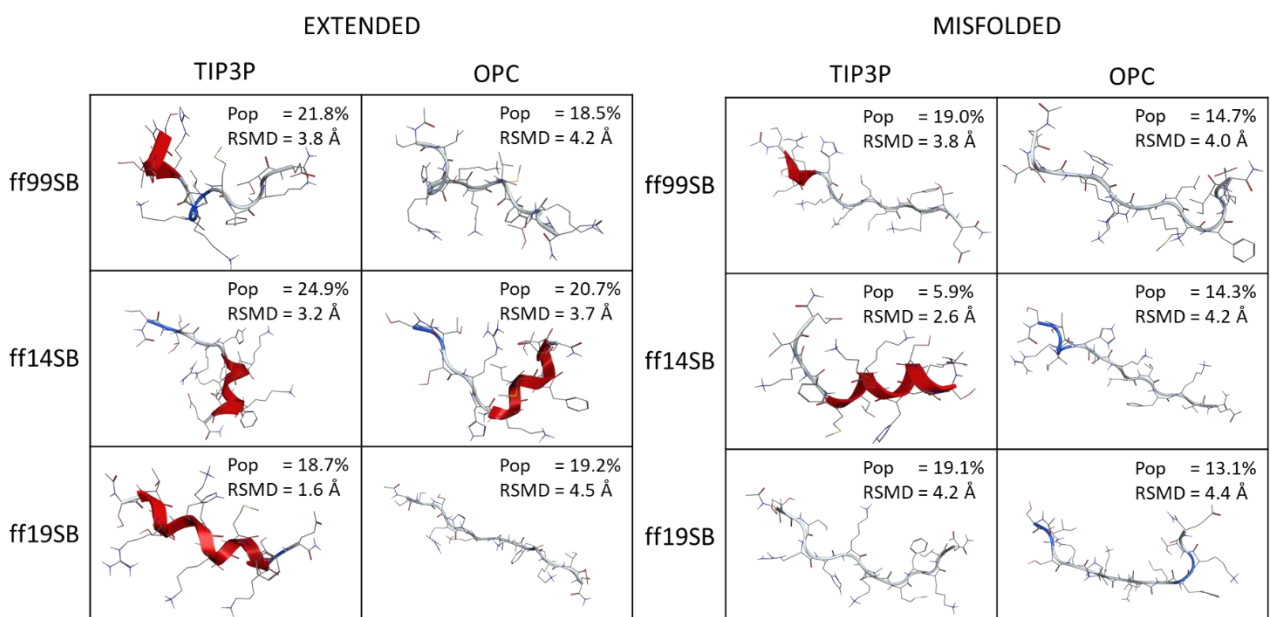 EXTENDED
MISFOLDED
TIP3P
OPC
TIP3P
OPC
ff99SB
Pop = 21.8%
RSMD = 3.8 Å
Pop = 18.5%
RSMD = 4.2 Å
ff99SB
Pop = 19.0%
RSMD = 3.8 Å
Pop = 14.7%
RSMD = 4.0 Å
ff14SB
Pop = 24.9%
RSMD = 3.2 Å
Pop = 20.7%
RSMD = 3.7 Å
ff14SB
Pop = 5.9%
RSMD = 2.6 Å
Pop = 14.3%
RSMD = 4.2 Å
ff19SB
Pop = 18.7%
RSMD = 1.6 Å
Pop = 19.2%
RSMD = 4.5 Å
ff19SB
Pop = 19.1%
RSMD = 4.2 Å
Pop = 13.1%
RSMD = 4.4 Å